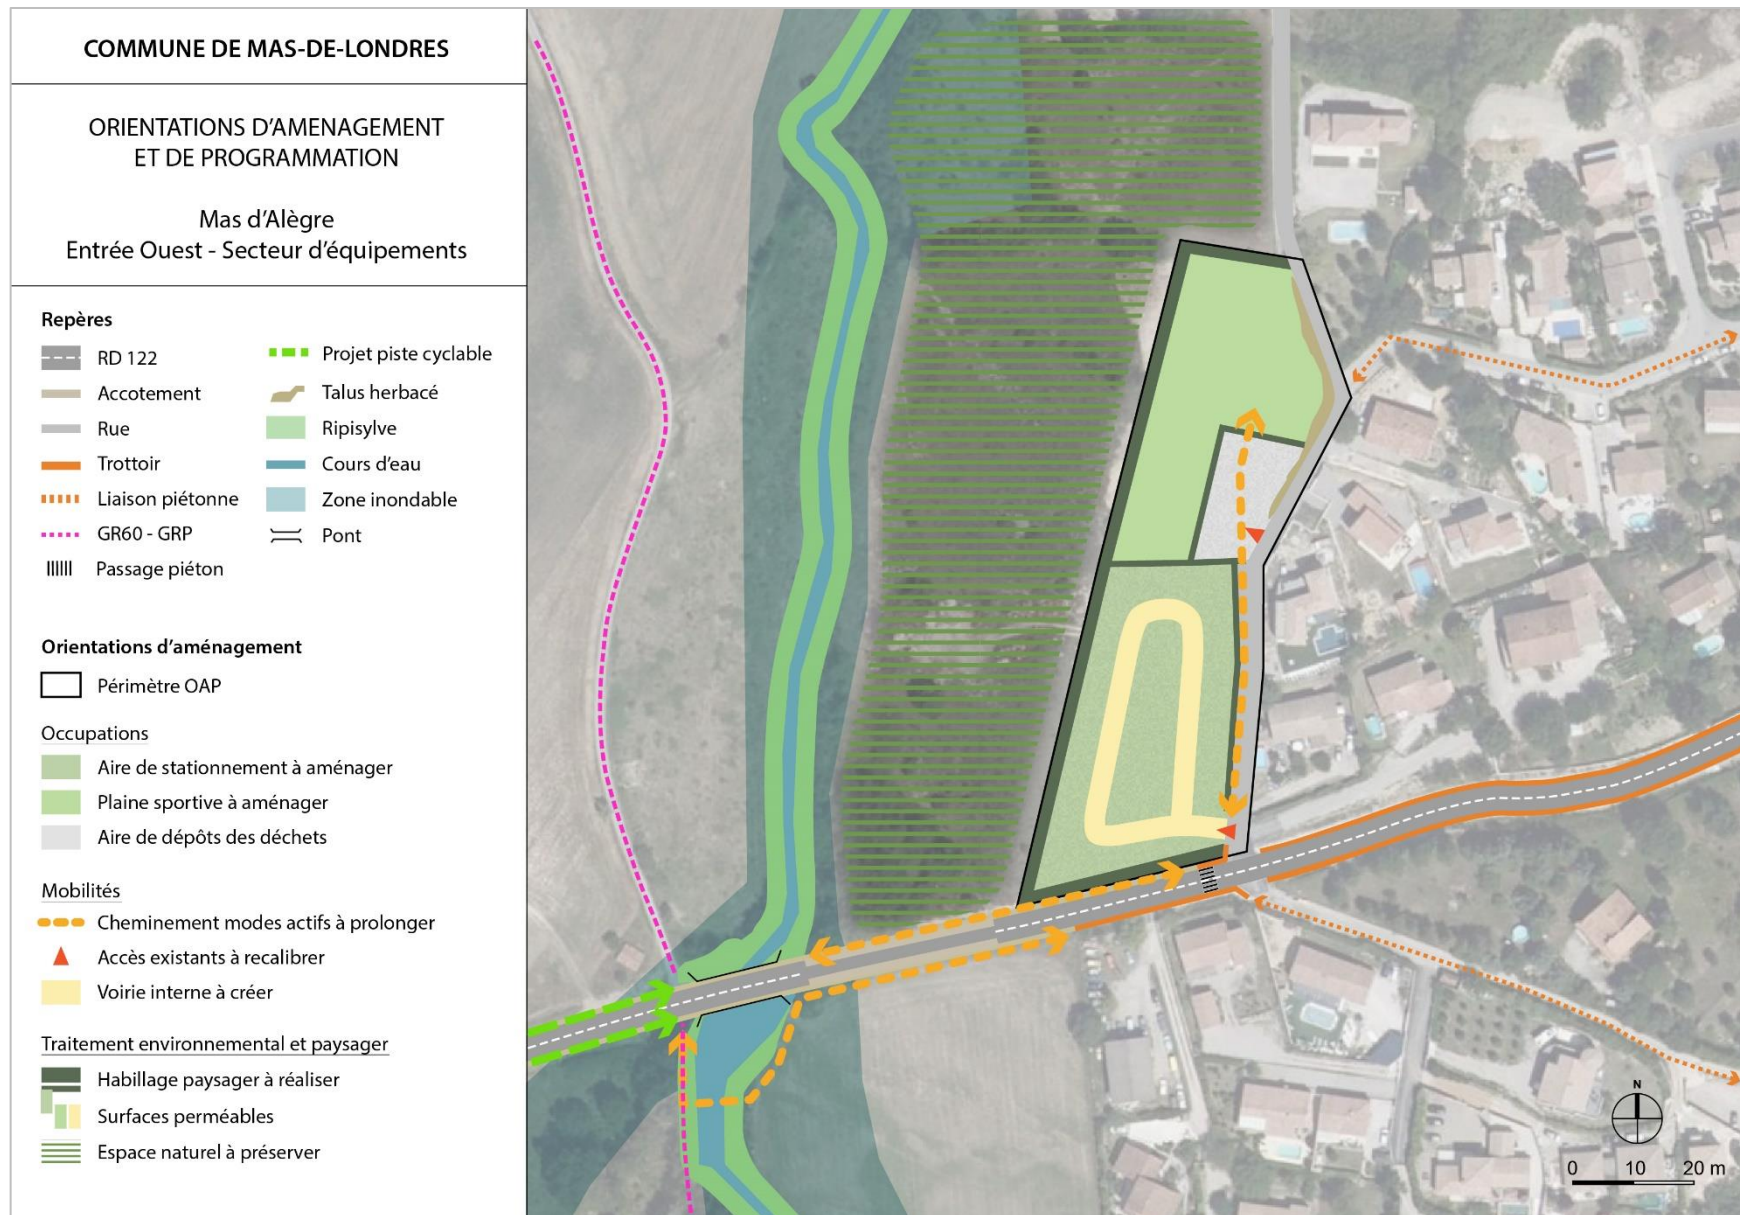 COMMUNE DE MAS-DE-LONDRES
ORIENTATIONS D’AMENAGEMENT
ET DE PROGRAMMATION
Mas d’Alègre
Entrée Ouest - Secteur d’équipements
Repères
RD 122
Accotement
Rue
Trottoir
Liaison piétonne
GR60 - GRP
Passage piéton
Projet piste cyclable
Talus herbacé
Ripisylve
Cours d’eau
Zone inondable
Pont
Orientations d’aménagement
Périmètre OAP
Occupations
Aire de stationnement à aménager
Plaine sportive à aménager
Aire de dépôts des déchets
Mobilités
Cheminement modes actifs à prolonger
Accès existants à recalibrer
Voirie interne à créer
Traitement environnemental et paysager
Habillage paysager à réaliser
Surfaces perméables
Espace naturel à préserver
N
0 10 20 m